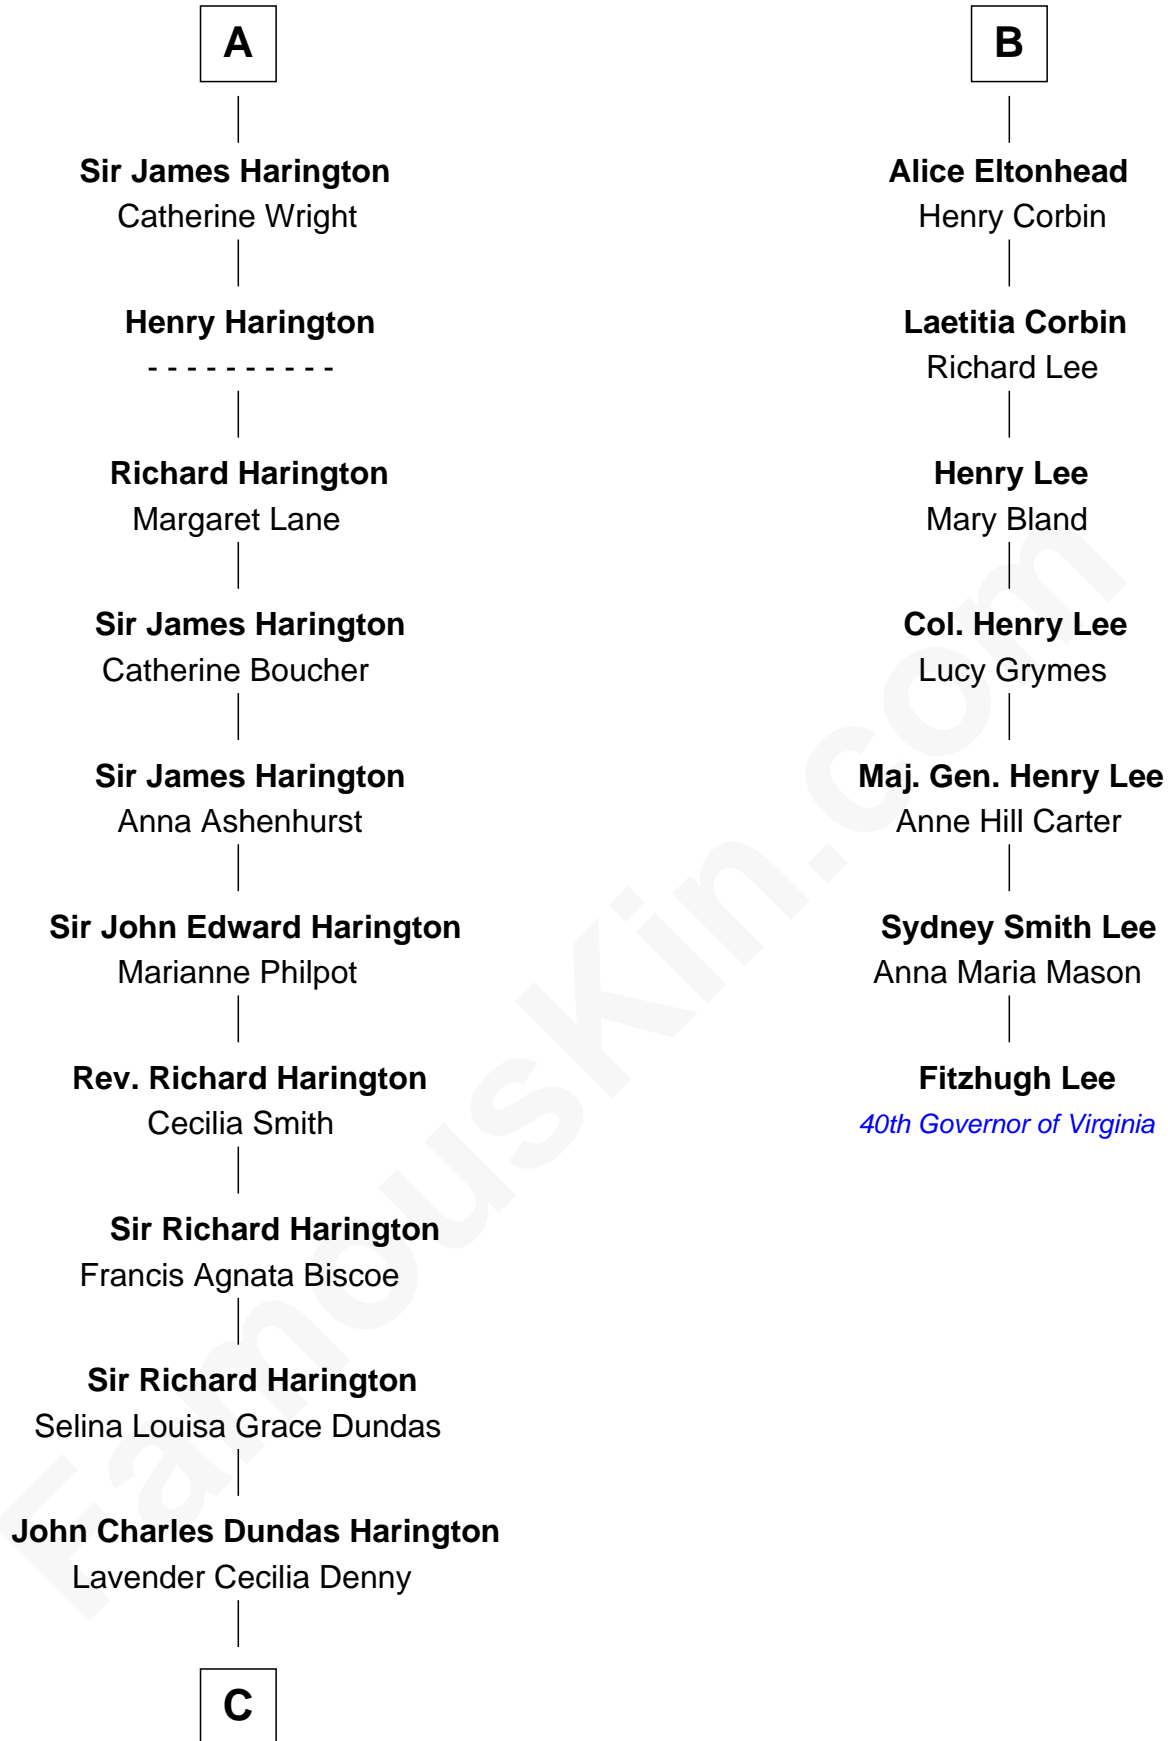 A
Sir James Harington
Catherine Wright
Henry Harington
- - - - - - - - - -
Richard Harington
Margaret Lane
Sir James Harington
Catherine Boucher
Sir James Harington
Anna Ashenhurst
Sir John Edward Harington
Marianne Philpot
Rev. Richard Harington
Cecilia Smith
Sir Richard Harington
Francis Agnata Biscoe
Sir Richard Harington
Selina Louisa Grace Dundas
John Charles Dundas Harington
Lavender Cecilia Denny
C
B
Alice Eltonhead
Henry Corbin
Laetitia Corbin
Richard Lee
Henry Lee
Mary Bland
Col. Henry Lee
Lucy Grymes
Maj. Gen. Henry Lee
Anne Hill Carter
Sydney Smith Lee
Anna Maria Mason
Fitzhugh Lee
40th Governor of Virginia
FamousKin.com